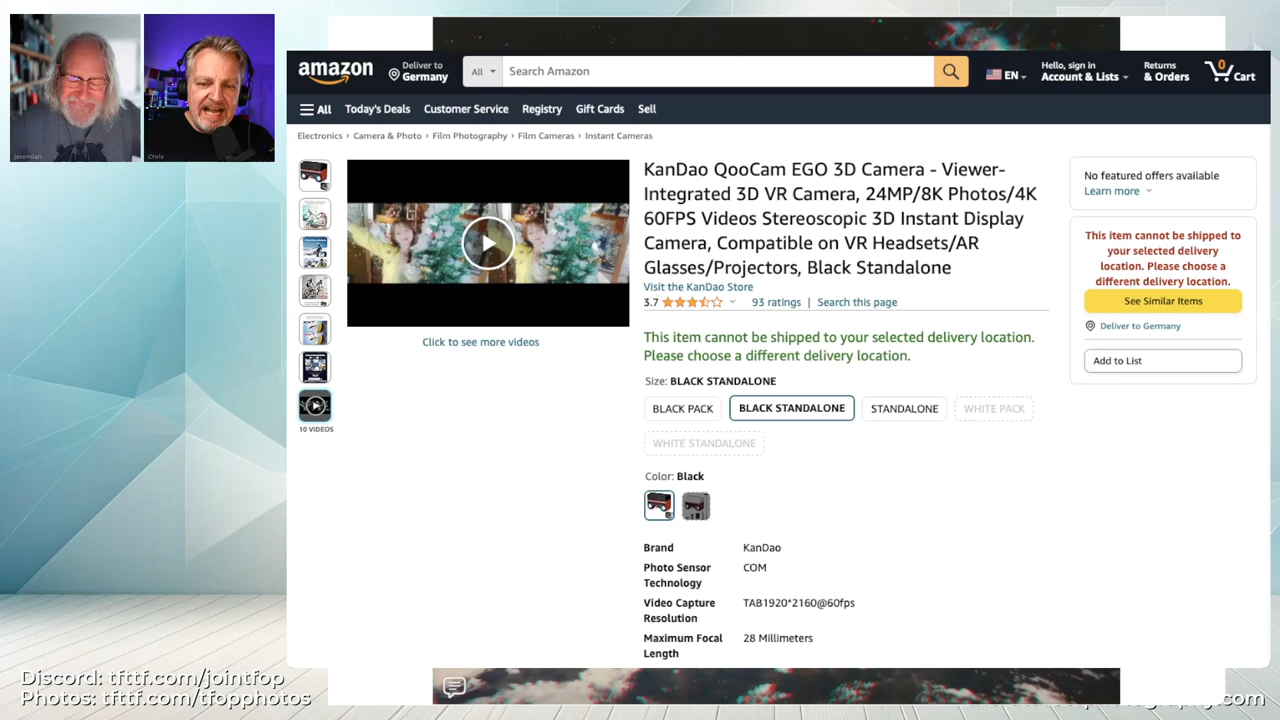 Jeremiah
Chris
amazon
Deliver to
Germany
All
Search Amazon
EN
Hello, sign in
Account & Lists
Returns
& Orders
0
Cart
All
Today's Deals
Customer Service
Registry
Gift Cards
Sell
Electronics › Camera & Photo › Film Photography › Film Cameras › Instant Cameras
KanDao QooCam EGO 3D Camera - Viewer-
Integrated 3D VR Camera, 24MP/8K Photos/4K
60FPS Videos Stereoscopic 3D Instant Display
Camera, Compatible on VR Headsets/AR
Glasses/Projectors, Black Standalone
Visit the KanDao Store
3.7
93 ratings | Search this page
This item cannot be shipped to your selected delivery location.
Please choose a different delivery location.
Size: BLACK STANDALONE
BLACK PACK
BLACK STANDALONE
STANDALONE
WHITE PACK
WHITE STANDALONE
Color: Black
Brand KanDao
Photo Sensor COM
Technology
Video Capture TAB1920*2160@60fps
Resolution
Maximum Focal 28 Millimeters
Length
Click to see more videos
10 VIDEOS
No featured offers available
Learn more
This item cannot be shipped to
your selected delivery
location. Please choose a
different delivery location.
See Similar Items
Deliver to Germany
Add to List
Discord: tfttf.com/jointfop
Photos: tfttf.com/tfopphotos
.com